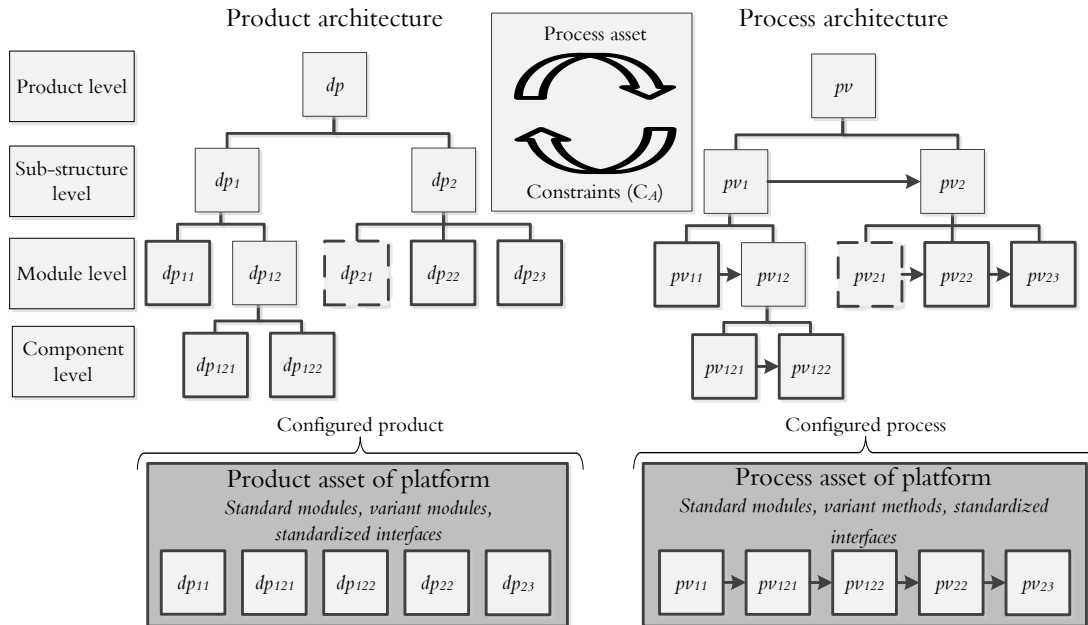 Product architecture
Process architecture
Process asset
Constraints (CA)
Product level
dp
pv
Sub-structure
level
dp1
dp2
pv1
pv2
Module level
dp11
dp12
dp21
dp22
dp23
pv11
pv12
pv21
pv22
pv23
Component
level
dp121
dp122
pv121
pv122
Configured product
Configured process
Product asset of platform
Standard modules, variant modules,
standardized interfaces
dp11
dp121
dp122
dp22
dp23
Process asset of platform
Standard modules, variant methods, standardized
interfaces
pv11
pv121
pv122
pv22
pv23